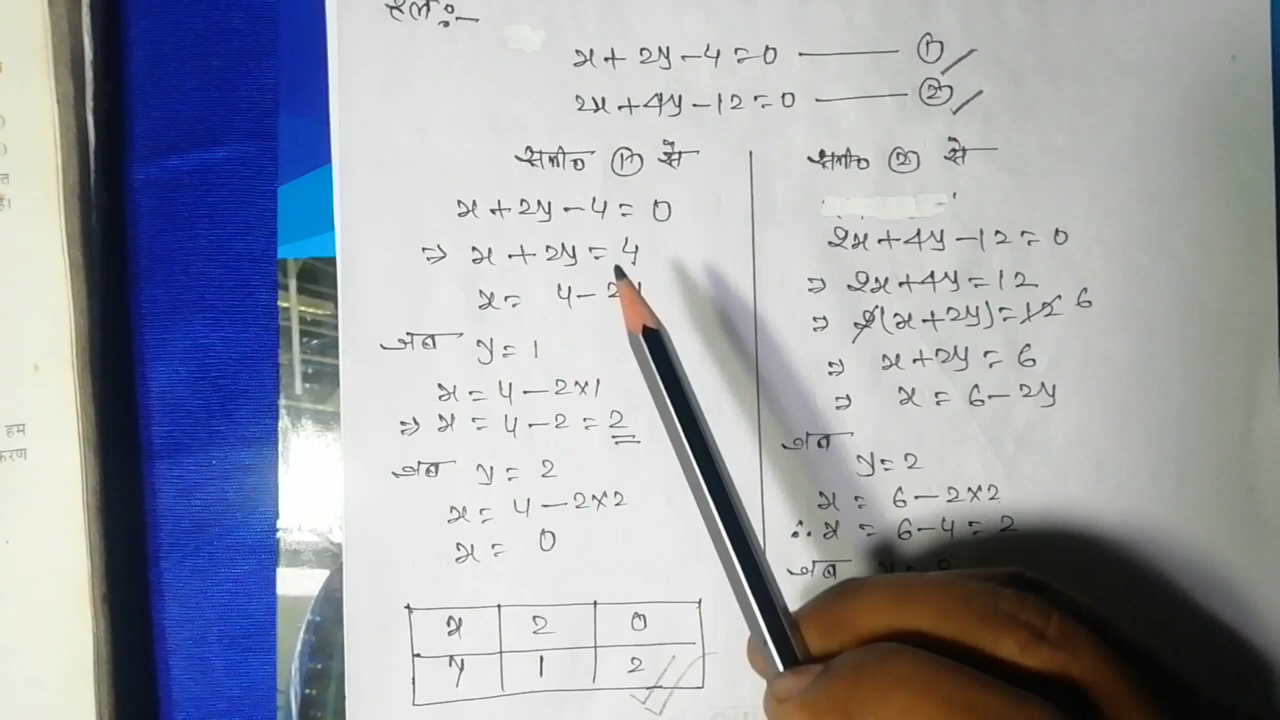 हल:-
x + 2y - 4 = 0 ——— ①
2x + 4y - 12 = 0 ——— ②
समी० ① से
x + 2y - 4 = 0
⇒ x + 2y = 4
x = 4 - 2
जब y = 1
x = 4 - 2×1
⇒ x = 4 - 2 = 2
जब y = 2
x = 4 - 2×2
x = 0
x 2 0
y 1 2
समी० ② से
2x + 4y - 12 = 0
⇒ 2x + 4y = 12
⇒ 2(x + 2y) = 12 6
⇒ x + 2y = 6
⇒ x = 6 - 2y
जब
y = 2
x = 6 - 2×2
∴ x = 6 - 4 = 2
जब
हम
करण